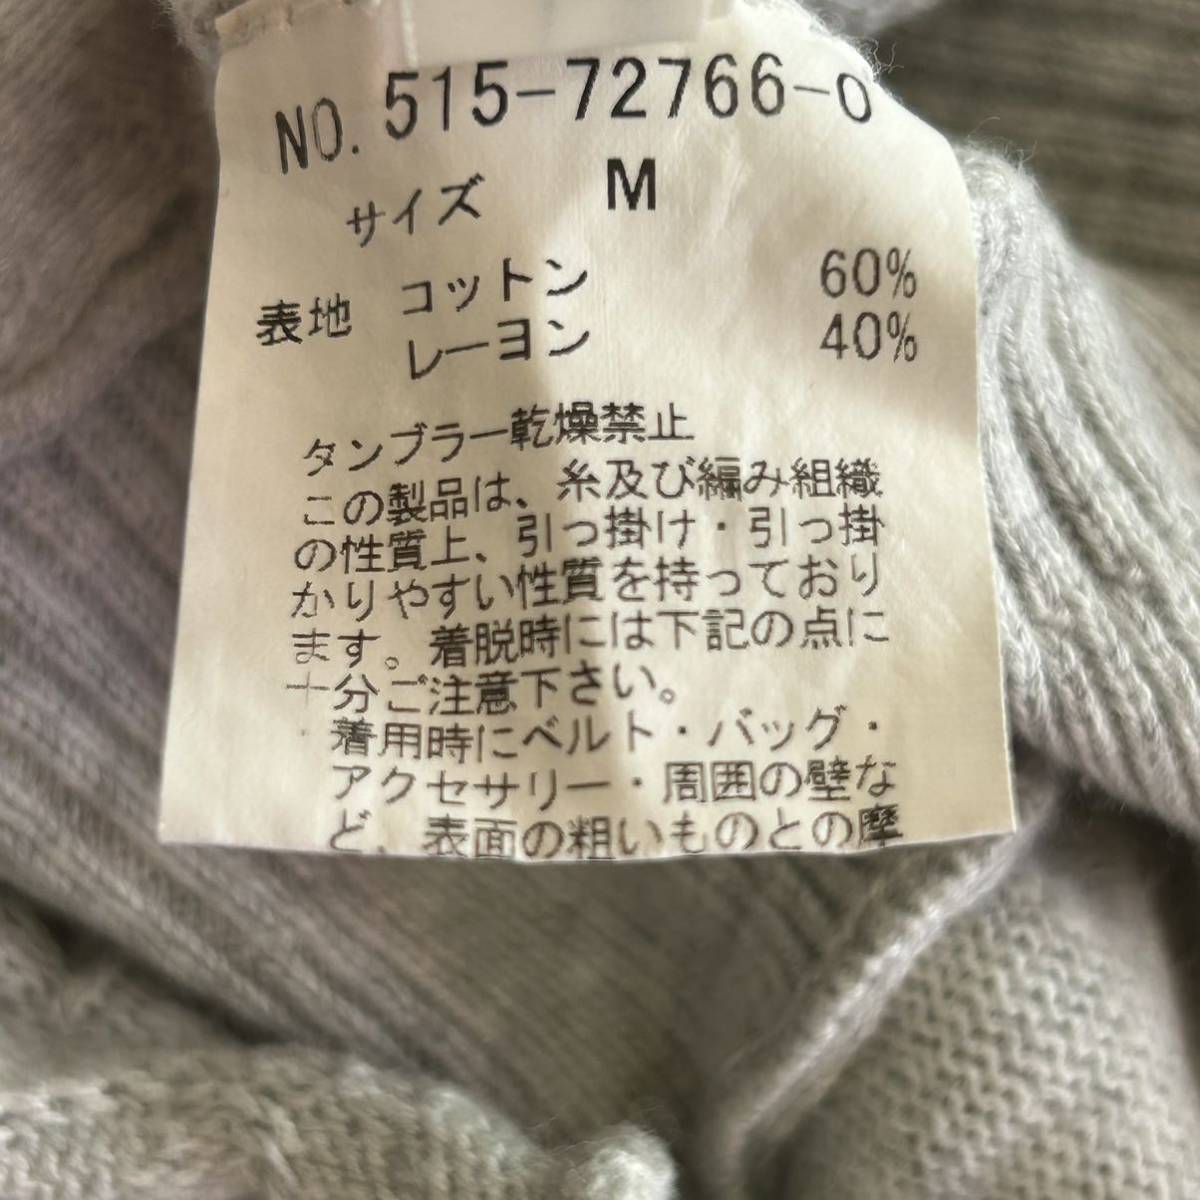 NO. 515-72766-0
サイズ M
表地 コットン 60%
レーヨン 40%
タンブラー乾燥禁止
この製品は、糸及び編み組織
の性質上、引っ掛け・引っ掛
かりやすい性質を持っており
ます。着脱時には下記の点に
十分ご注意下さい。
・着用時にベルト・バッグ・
アクセサリー・周囲の壁な
ど、表面の粗いものとの摩